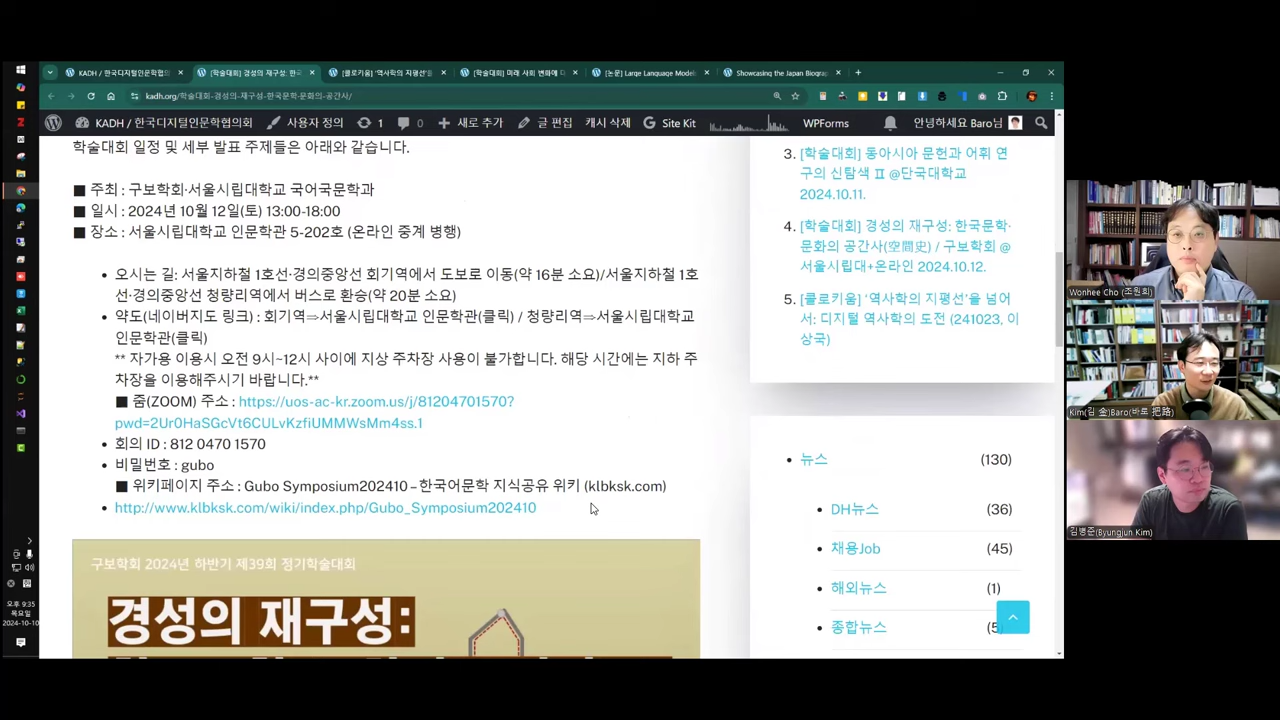 KADH / 한국디지털인문학협의
[학술대회] 경성의 재구성: 한국
[콜로키움] '역사학의 지평선'을
[학술대회] 미래 사회 변화에 대
[논문] Large Language Model
Showcasing the Japan Biograp
kadh.org/학술대회-경성의-재구성-한국문학-문화의-공간사/
KADH / 한국디지털인문학협의회
사용자 정의
1
0
새로 추가
글 편집
캐시 삭제
Site Kit
WPForms
안녕하세요 Baro님
학술대회 일정 및 세부 발표 주제들은 아래와 같습니다.
■ 주최 : 구보학회·서울시립대학교 국어국문학과
■ 일시 : 2024년 10월 12일(토) 13:00-18:00
■ 장소 : 서울시립대학교 인문학관 5-202호 (온라인 중계 병행)
• 오시는 길: 서울지하철 1호선·경의중앙선 회기역에서 도보로 이동(약 16분 소요)/서울지하철 1호
선·경의중앙선 청량리역에서 버스로 환승(약 20분 소요)
• 약도(네이버지도 링크) : 회기역⇒서울시립대학교 인문학관(클릭) / 청량리역⇒서울시립대학교
인문학관(클릭)
** 자가용 이용시 오전 9시~12시 사이에 지상 주차장 사용이 불가합니다. 해당 시간에는 지하 주
차장을 이용해주시기 바랍니다.**
■ 줌(ZOOM) 주소 : https://uos-ac-kr.zoom.us/j/81204701570?
pwd=2Ur0HaSGcVt6CULvKzfiUMMWsMm4ss.1
• 회의 ID : 812 0470 1570
• 비밀번호 : gubo
■ 위키페이지 주소 : Gubo Symposium202410 – 한국어문학 지식공유 위키 (klbksk.com)
• http://www.klbksk.com/wiki/index.php/Gubo_Symposium202410
구보학회 2024년 하반기 제39회 정기학술대회
경성의 재구성:
3. [학술대회] 동아시아 문헌과 어휘 연
구의 신탐색 Ⅱ @단국대학교
2024.10.11.
4. [학술대회] 경성의 재구성: 한국문학·
문화의 공간사(空間史) / 구보학회 @
서울시립대+온라인 2024.10.12.
5. [콜로키움] '역사학의 지평선'을 넘어
서: 디지털 역사학의 도전 (241023, 이
상국)
• 뉴스 (130)
• DH뉴스 (36)
• 채용Job (45)
• 해외뉴스 (1)
• 종합뉴스
오후 9:35
목요일
2024-10-10
Wonhee Cho (조원희)
Kim(김 金)Baro(바로 把路)
김병준(Byungjun Kim)